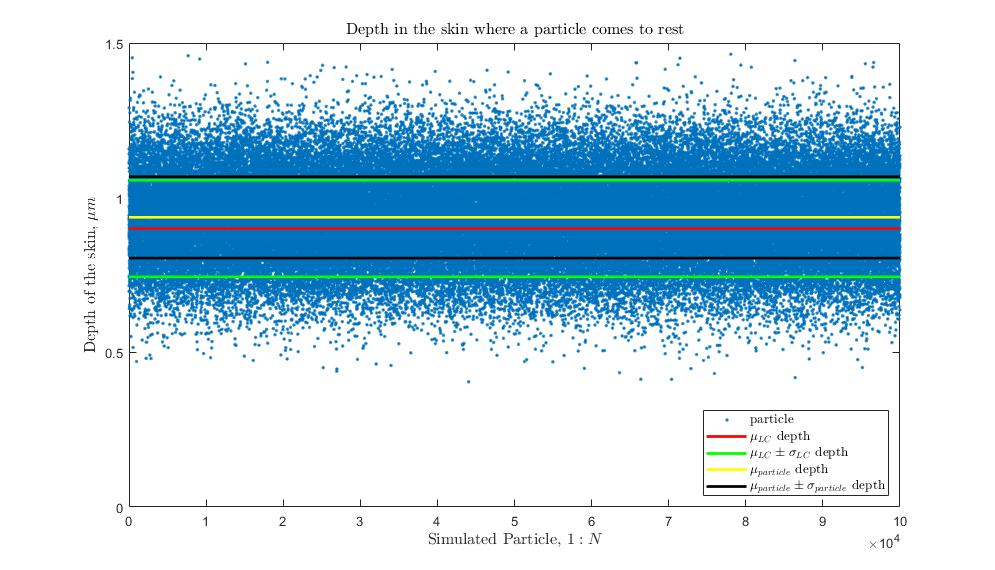 Depth in the skin where a particle comes to rest
1.5
1
0.5
0
Depth of the skin, μm
0 1 2 3 4 5 6 7 8 9 10
×10⁴
Simulated Particle, 1 : N
particle
μ_LC depth
μ_LC ± σ_LC depth
μ_particle depth
μ_particle ± σ_particle depth